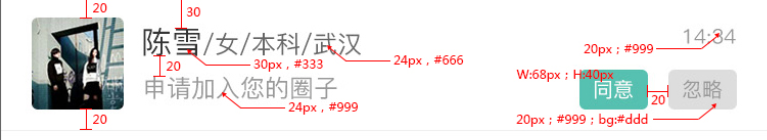 20
30
陈雪/女/本科/武汉
14:34
20px；#999
24px，#666
30px，#333
20
W:68px；H:40px
申请加入您的圈子
同意
20
忽略
24px，#999
20
20px；#999；bg:#ddd